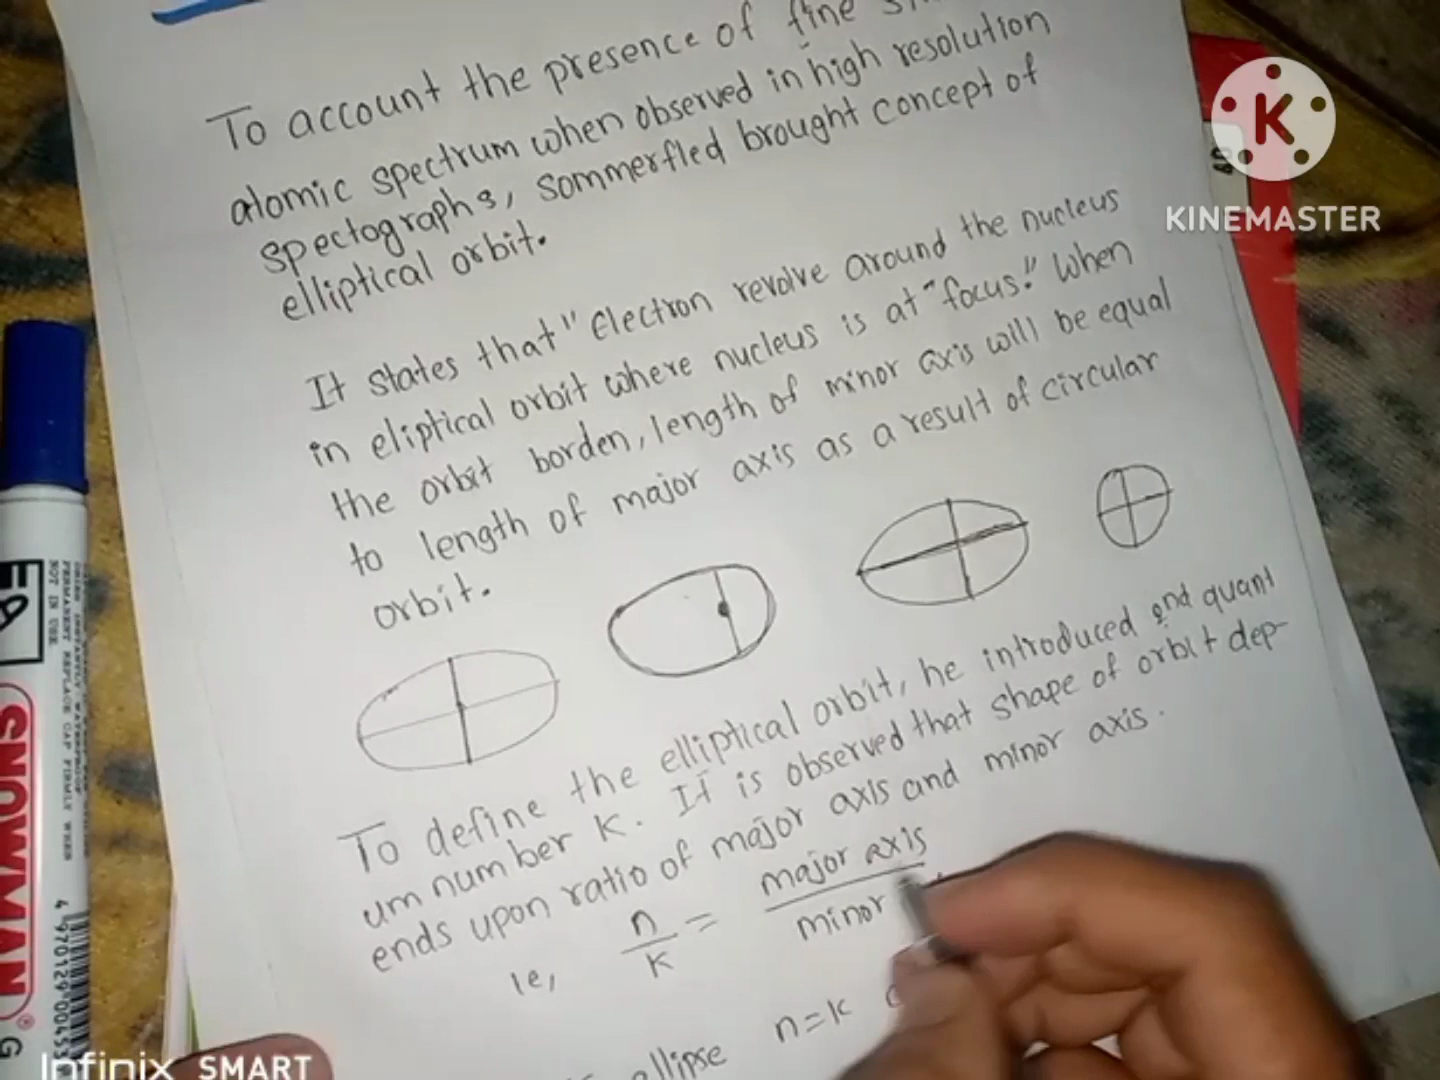 To account the presence of fine
atomic spectrum when observed in high resolution
spectographs, sommerfled brought concept of
elliptical orbit.
It states that "Electron revolve around the nucleus
in eliptical orbit where nucleus is at "focus". When
the orbit borden, length of minor axis will be equal
to length of major axis as a result of circular
orbit.
To define the elliptical orbit, he introduced 2nd quant
um number k. It is observed that shape of orbit dep-
ends upon ratio of major axis and minor axis.
ie, n/k = major axis/minor
ellipse n=k
K
KINEMASTER
SNOWMAN
Infinix SMART